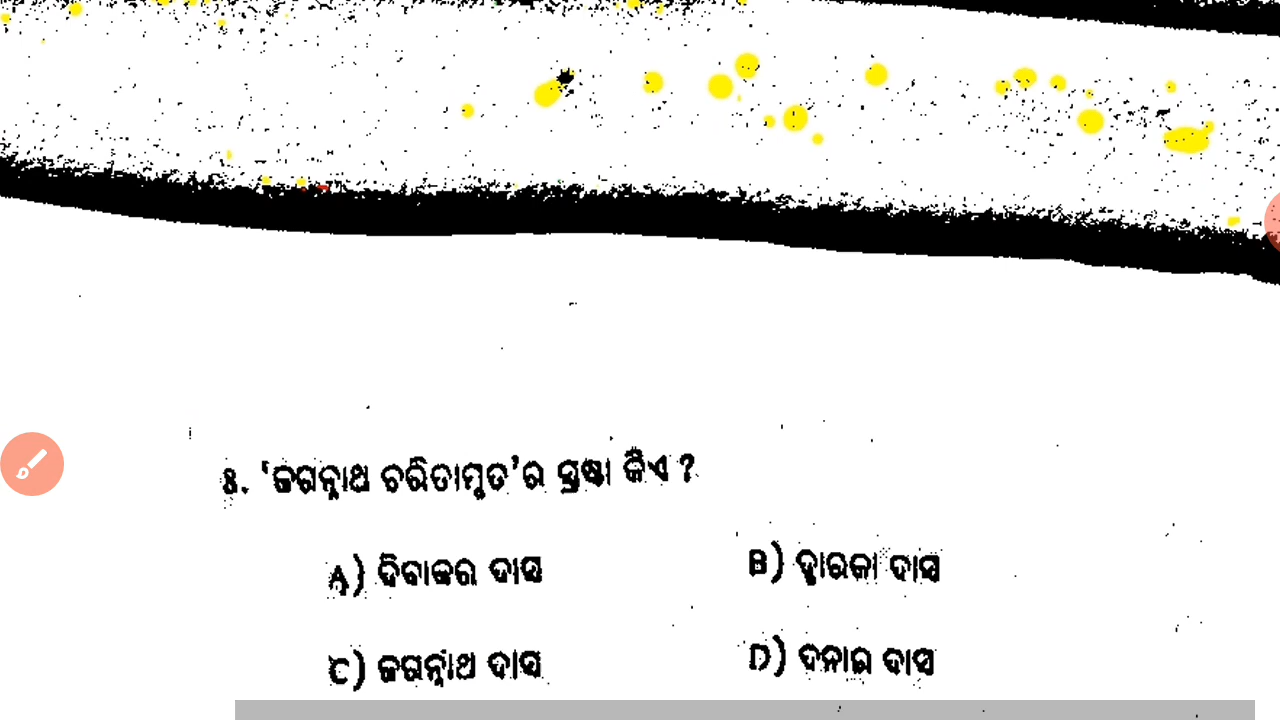 ୫. ‘ଜଗନ୍ନାଥ ଚରିତାମୃତ’ର ସ୍ରଷ୍ଟା କିଏ ?
A) ଦିବାକର ଦାସ B) ଦ୍ୱାରକା ଦାସ
C) ଜଗନ୍ନାଥ ଦାସ D) ଦନାଇ ଦାସ